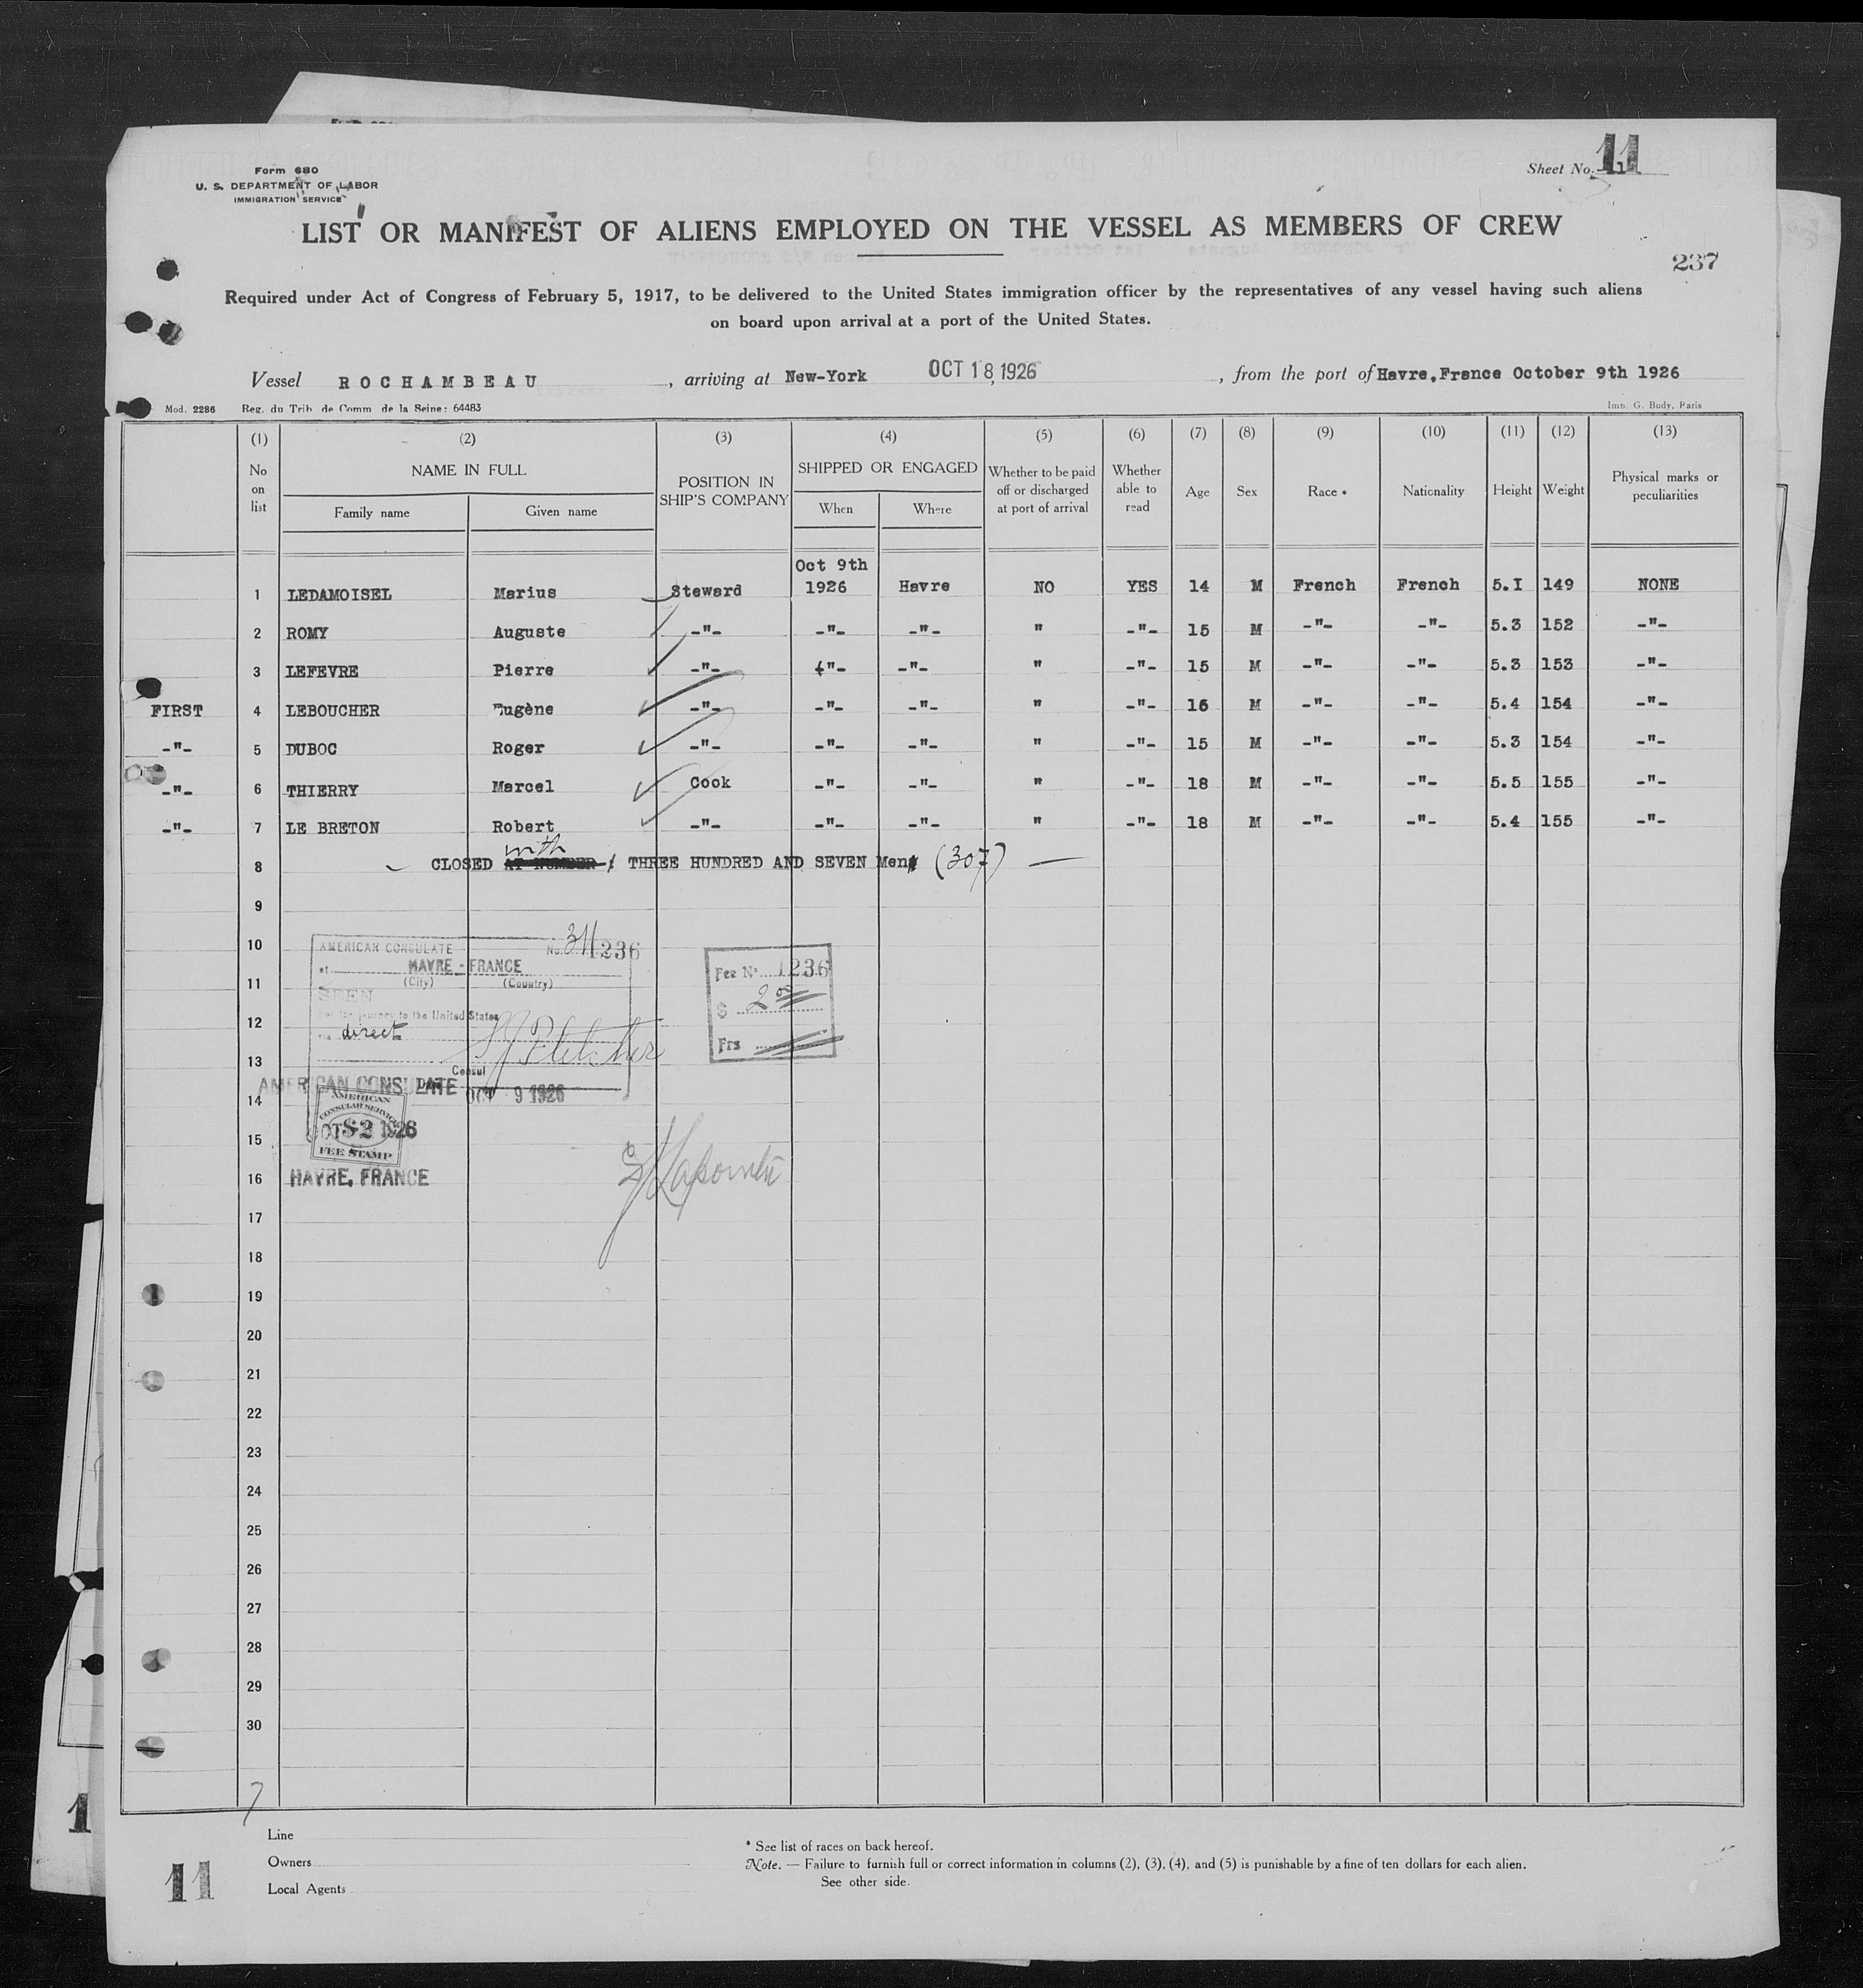 Form 680
U. S. DEPARTMENT OF LABOR
IMMIGRATION SERVICE
Sheet No. 11
LIST OR MANIFEST OF ALIENS EMPLOYED ON THE VESSEL AS MEMBERS OF CREW
237
Required under Act of Congress of February 5, 1917, to be delivered to the United States immigration officer by the representatives of any vessel having such aliens
on board upon arrival at a port of the United States.
Vessel ROCHAMBEAU, arriving at New-York OCT 18 1926, from the port of Havre, France October 9th 1926
Mod. 2286 Reg. du Trib. de Comm. de la Seine: 64483 Imp. G. Budy, Paris
(1) (2) (3) (4) (5) (6) (7) (8) (9) (10) (11) (12) (13)
No on list NAME IN FULL Family name Given name POSITION IN SHIP'S COMPANY SHIPPED OR ENGAGED When Where Whether to be paid off or discharged at port of arrival Whether able to read Age Sex Race * Nationality Height Weight Physical marks or peculiarities
1 LEDAMOISEL Marius Steward Oct 9th 1926 Havre NO YES 14 M French French 5.I 149 NONE
2 ROMY Auguste -"- -"- -"- " -"- 15 M -"- -"- 5.3 152 -"-
3 LEFEVRE Pierre -"- -"- -"- " -"- 15 M -"- -"- 5.3 153 -"-
FIRST 4 LEBOUCHER Eugène -"- -"- -"- " -"- 16 M -"- -"- 5.4 154 -"-
-"- 5 DUBOC Roger -"- -"- -"- " -"- 15 M -"- -"- 5.3 154 -"-
-"- 6 THIERRY Marcel Cook -"- -"- " -"- 18 M -"- -"- 5.5 155 -"-
-"- 7 LE BRETON Robert -"- -"- -"- " -"- 18 M -"- -"- 5.4 155 -"-
with
8 CLOSED AT NUMBER THREE HUNDRED AND SEVEN Men (307) —
9
10 AMERICAN CONSULATE No. 1236
at HAVRE - FRANCE
(City) (Country)
11
SEEN
For the journey to the United States
12
via direct
13
Consul
AMERICAN CONSULATE
Date OCT 9 1926
14
AMERICAN
CONSULAR SERVICE
OCT $2 1926
FEE STAMP
15
16 HAVRE, FRANCE
Fee No. 1236
$ 2 00
Frs
17
18
19
20
21
22
23
24
25
26
27
28
29
30
7
Line
Owners
Local Agents
* See list of races on back hereof.
Note. — Failure to furnish full or correct information in columns (2), (3), (4), and (5) is punishable by a fine of ten dollars for each alien.
See other side.
11
1